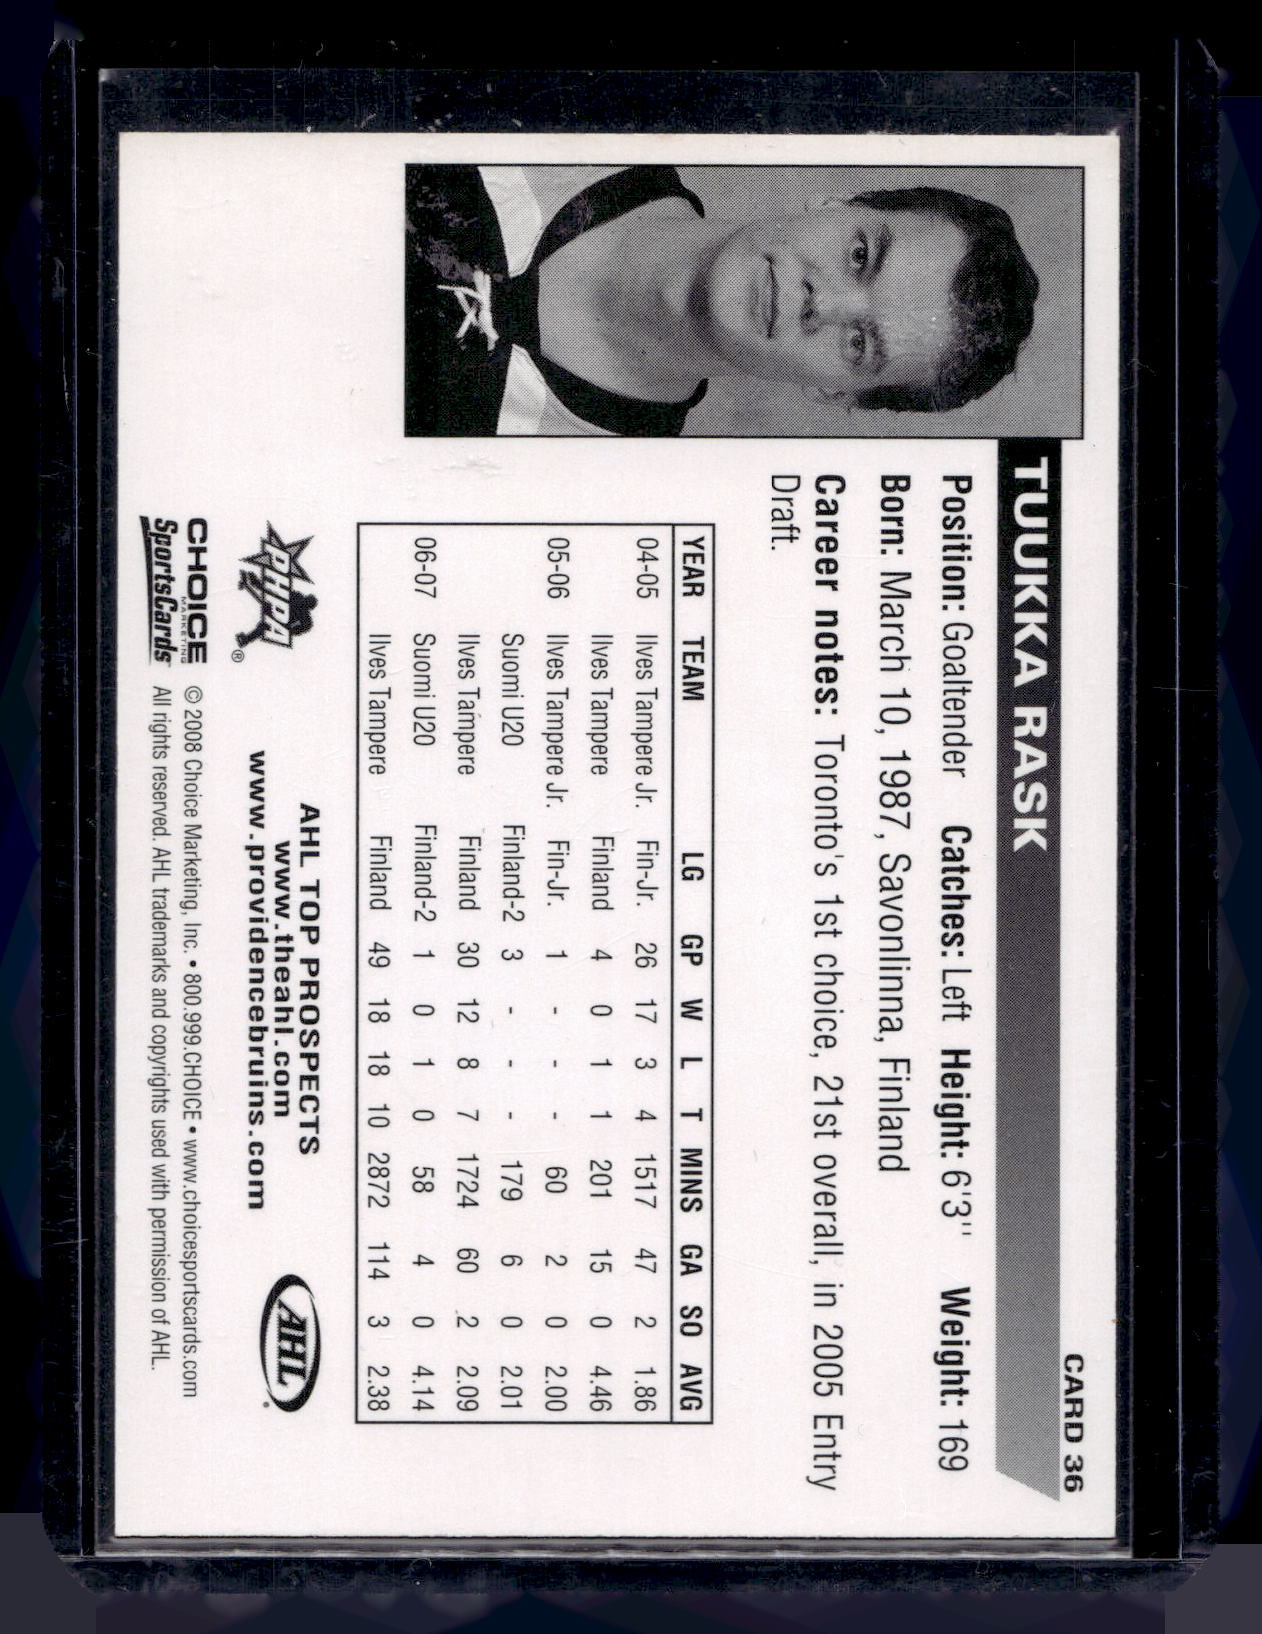 CARD 36
TUUKKA RASK
Position: Goaltender Catches: Left Height: 6'3" Weight: 169
Born: March 10, 1987, Savonlinna, Finland
Career notes: Toronto's 1st choice, 21st overall, in 2005 Entry
Draft.
YEAR TEAM LG GP W L T MINS GA SO AVG
04-05 Ilves Tampere Jr. Fin-Jr. 26 17 3 4 1517 47 2 1.86
Ilves Tampere Finland 4 0 1 1 201 15 0 4.46
05-06 Ilves Tampere Jr. Fin-Jr. 1 - - - 60 2 0 2.00
Suomi U20 Finland-2 3 - - - 179 6 0 2.01
Ilves Tampere Finland 30 12 8 7 1724 60 2 2.09
06-07 Suomi U20 Finland-2 1 0 1 0 58 4 0 4.14
Ilves Tampere Finland 49 18 18 10 2872 114 3 2.38
PHPA®
AHL TOP PROSPECTS
www.theahl.com
www.providencebruins.com
AHL
CHOICE
MARKETING
SportsCards
© 2008 Choice Marketing, Inc. • 800.999.CHOICE • www.choicesportscards.com
All rights reserved. AHL trademarks and copyrights used with permission of AHL.